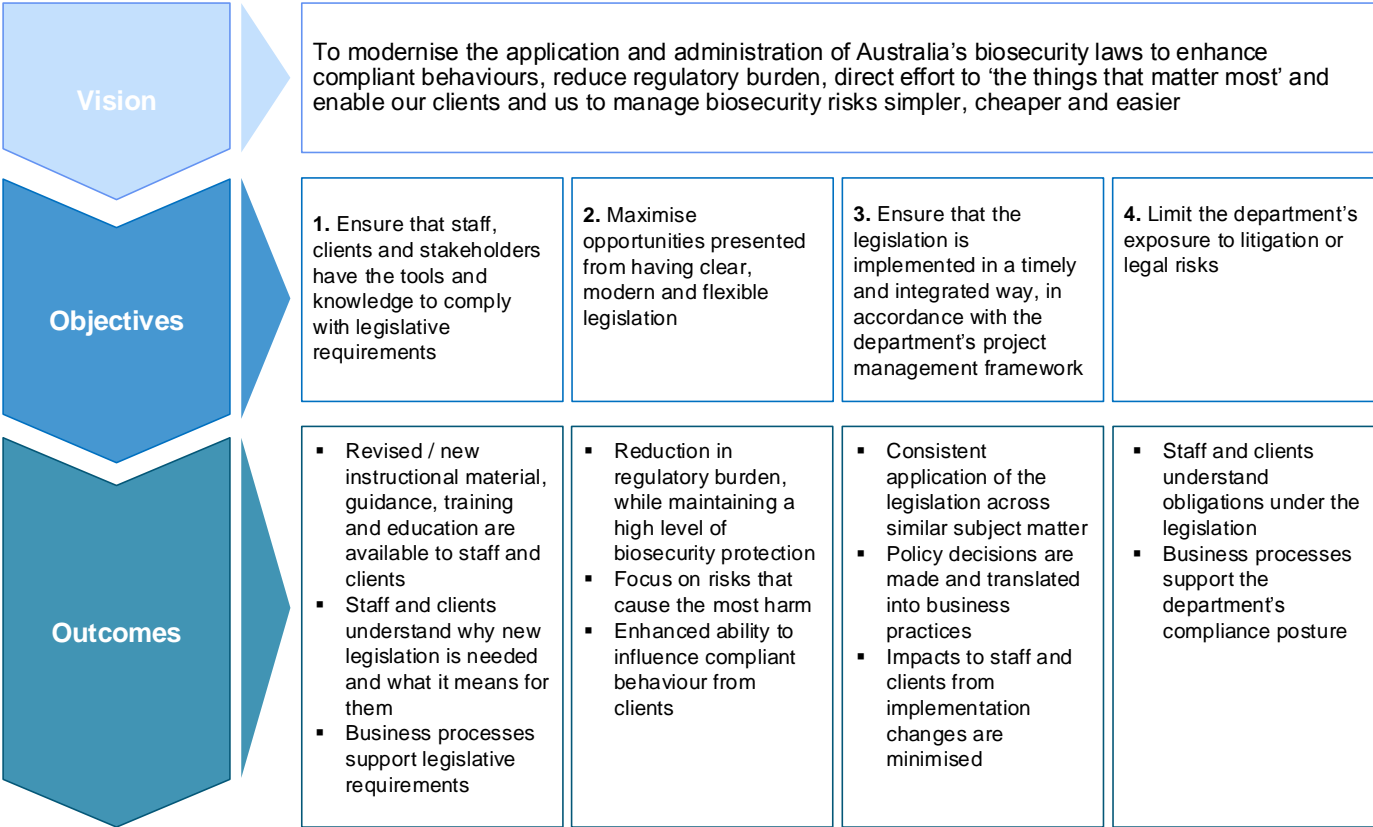 Vision
To modernise the application and administration of Australia’s biosecurity laws to enhance
compliant behaviours, reduce regulatory burden, direct effort to ‘the things that matter most’ and
enable our clients and us to manage biosecurity risks simpler, cheaper and easier
Objectives
1. Ensure that staff,
clients and stakeholders
have the tools and
knowledge to comply
with legislative
requirements
2. Maximise
opportunities presented
from having clear,
modern and flexible
legislation
3. Ensure that the
legislation is
implemented in a timely
and integrated way, in
accordance with the
department’s project
management framework
4. Limit the department’s
exposure to litigation or
legal risks
Outcomes
▪ Revised / new
instructional material,
guidance, training
and education are
available to staff and
clients
▪ Staff and clients
understand why new
legislation is needed
and what it means for
them
▪ Business processes
support legislative
requirements
▪ Reduction in
regulatory burden,
while maintaining a
high level of
biosecurity protection
▪ Focus on risks that
cause the most harm
▪ Enhanced ability to
influence compliant
behaviour from
clients
▪ Consistent
application of the
legislation across
similar subject matter
▪ Policy decisions are
made and translated
into business
practices
▪ Impacts to staff and
clients from
implementation
changes are
minimised
▪ Staff and clients
understand
obligations under the
legislation
▪ Business processes
support the
department’s
compliance posture